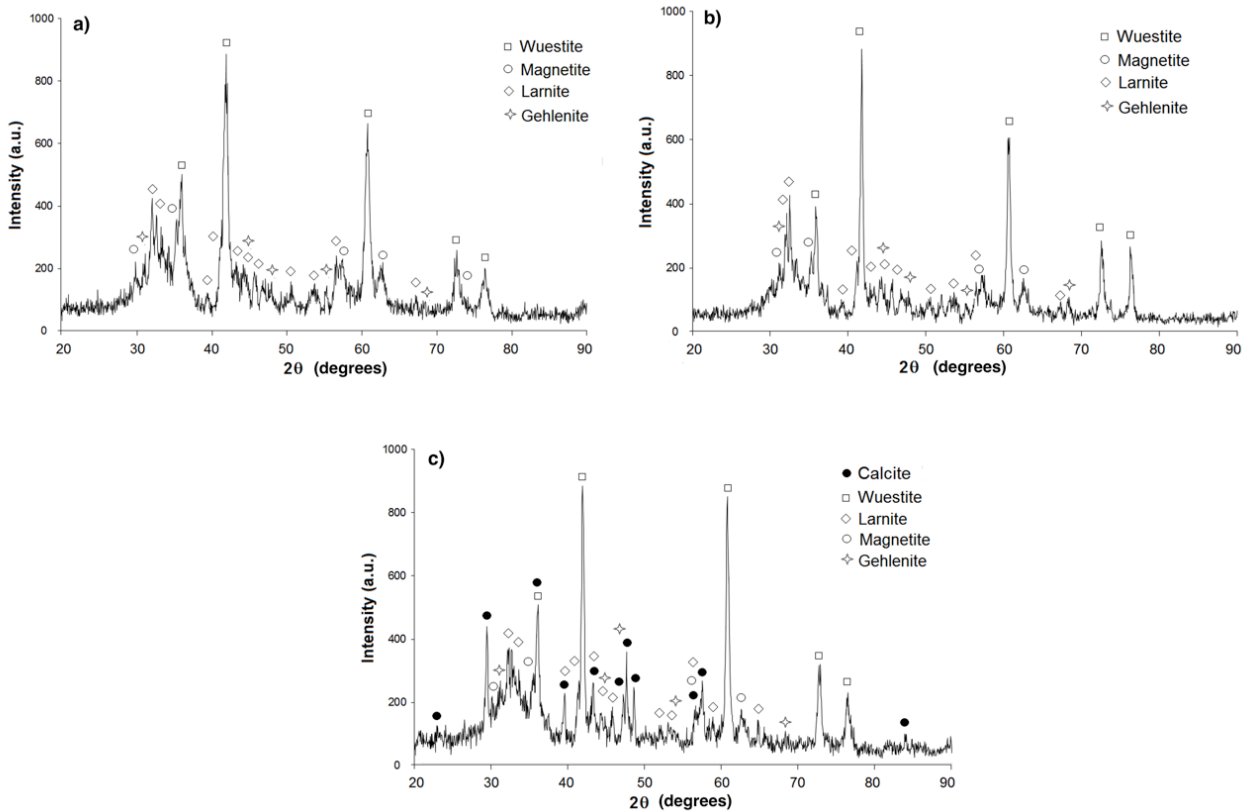 a)
Wuestite
Magnetite
Larnite
Gehlenite
Intensity (a.u.)
1000
800
600
400
200
0
20 30 40 50 60 70 80 90
2θ (degrees)
b)
Wuestite
Magnetite
Larnite
Gehlenite
Intensity (a.u.)
1000
800
600
400
200
0
20 30 40 50 60 70 80 90
2θ (degrees)
c)
Calcite
Wuestite
Larnite
Magnetite
Gehlenite
Intensity (a.u.)
1000
800
600
400
200
0
20 30 40 50 60 70 80 90
2θ (degrees)